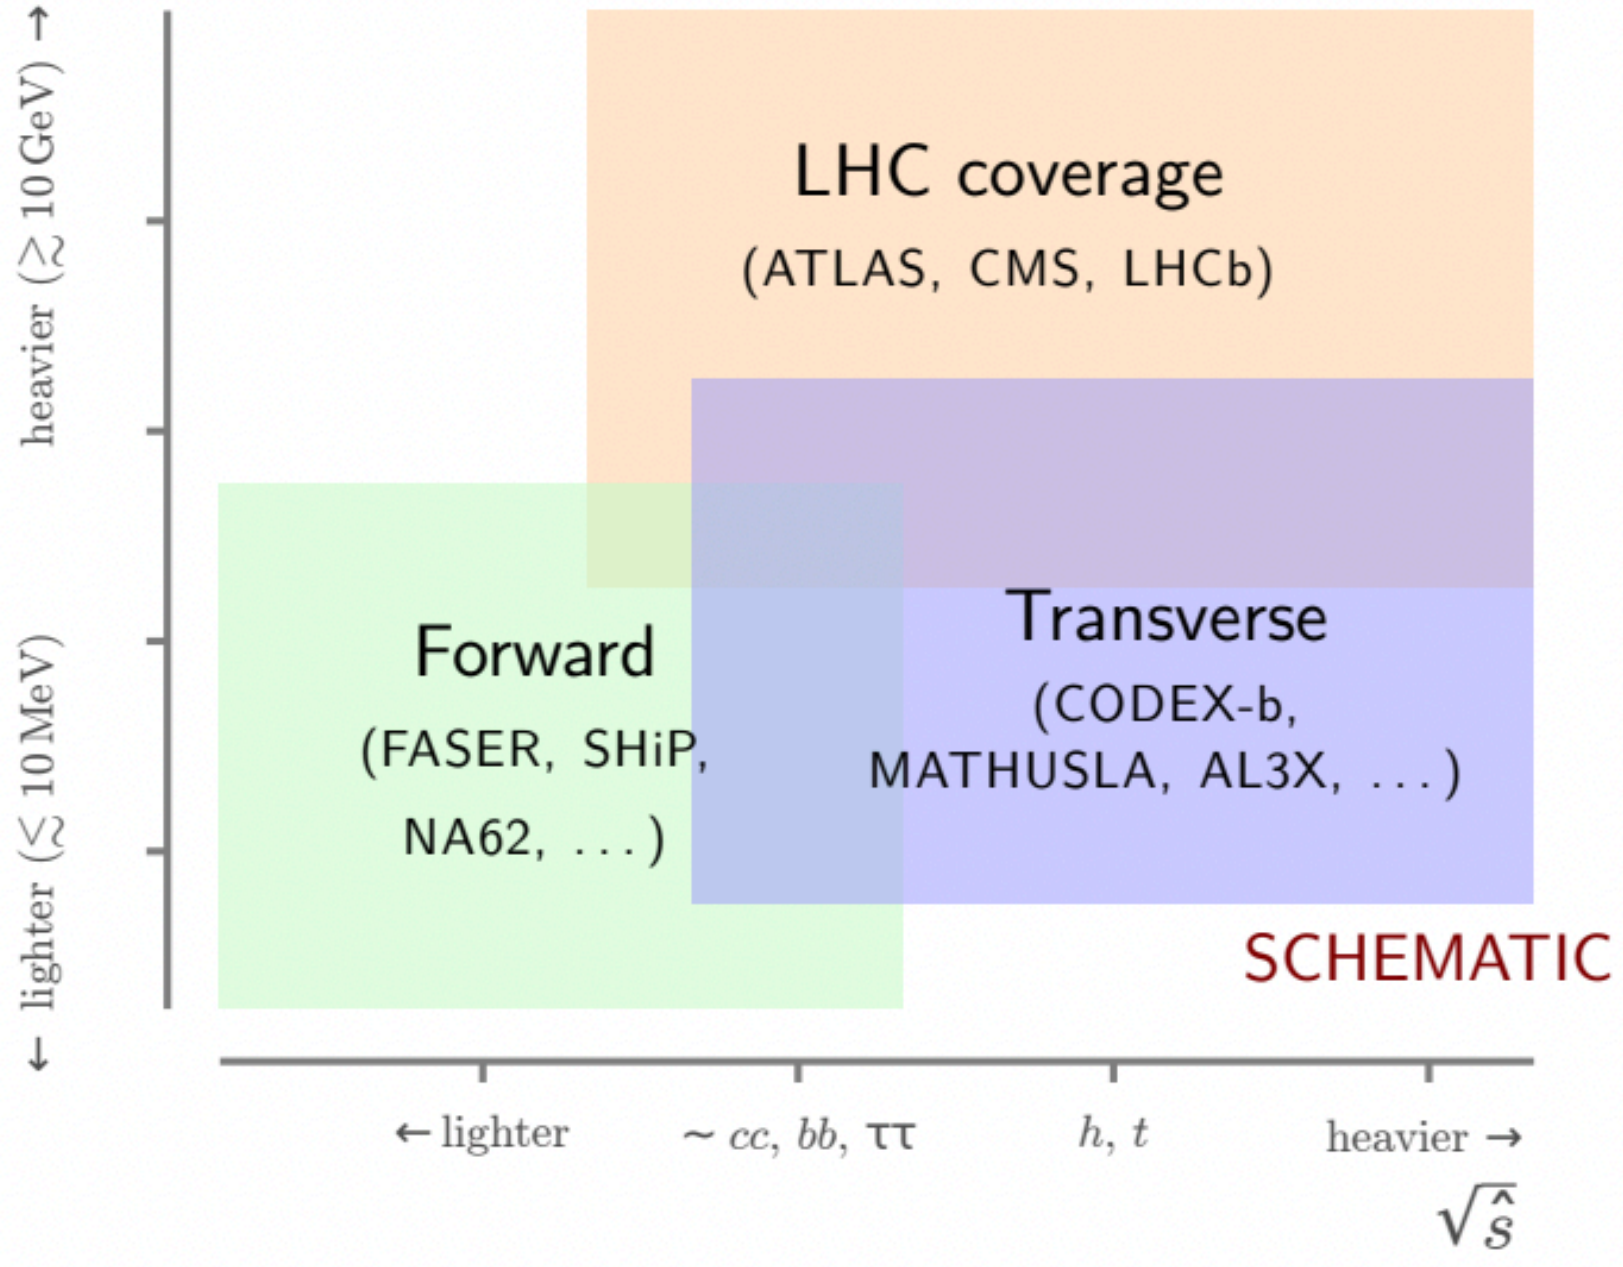 heavier (≳ 10 GeV) →
← lighter (≲ 10 MeV)
LHC coverage
(ATLAS, CMS, LHCb)
Forward
(FASER, SHiP,
NA62, ...)
Transverse
(CODEX-b,
MATHUSLA, AL3X, ...)
SCHEMATIC
← lighter
~ cc, bb, ττ
h, t
heavier →
√ŝ